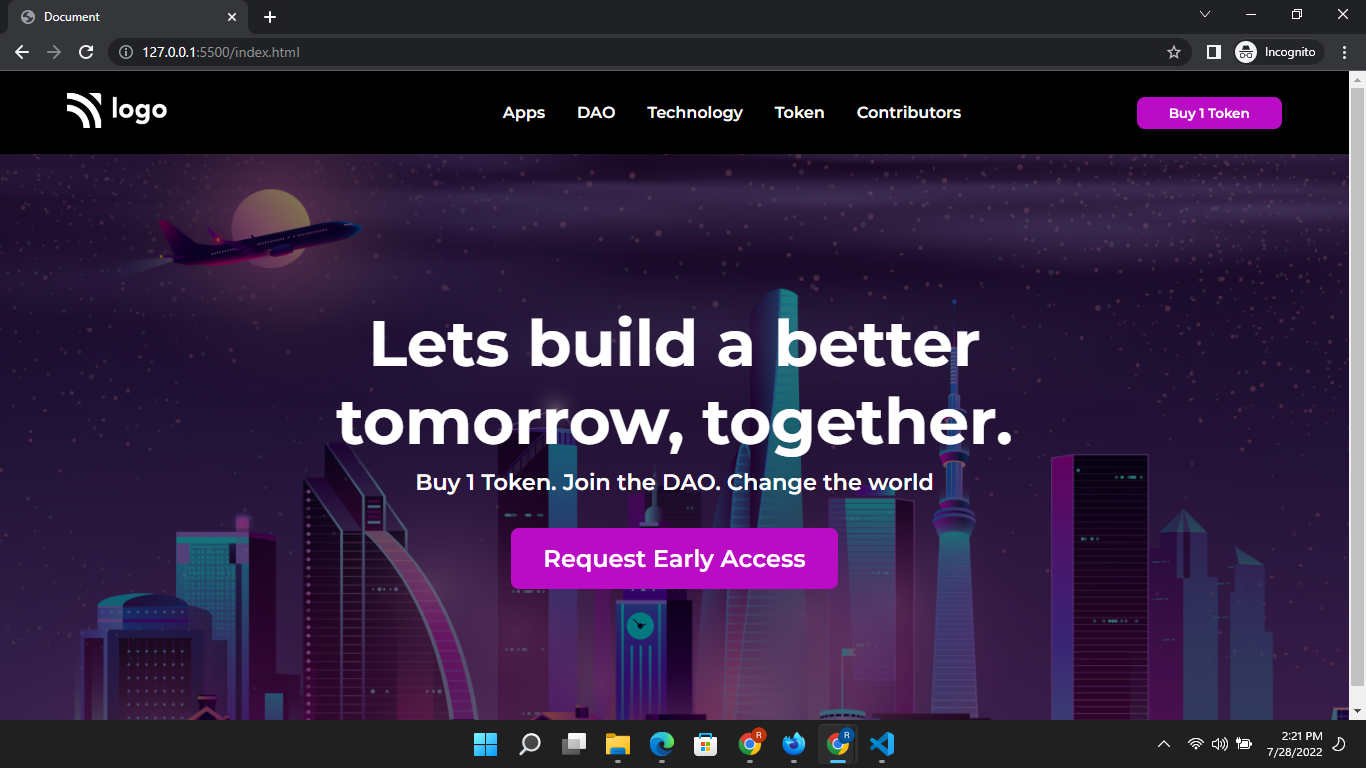 Document
127.0.0.1:5500/index.html
Incognito
logo
Apps DAO Technology Token Contributors
Buy 1 Token
Lets build a better
tomorrow, together.
Buy 1 Token. Join the DAO. Change the world
Request Early Access
R
R
2:21 PM
7/28/2022